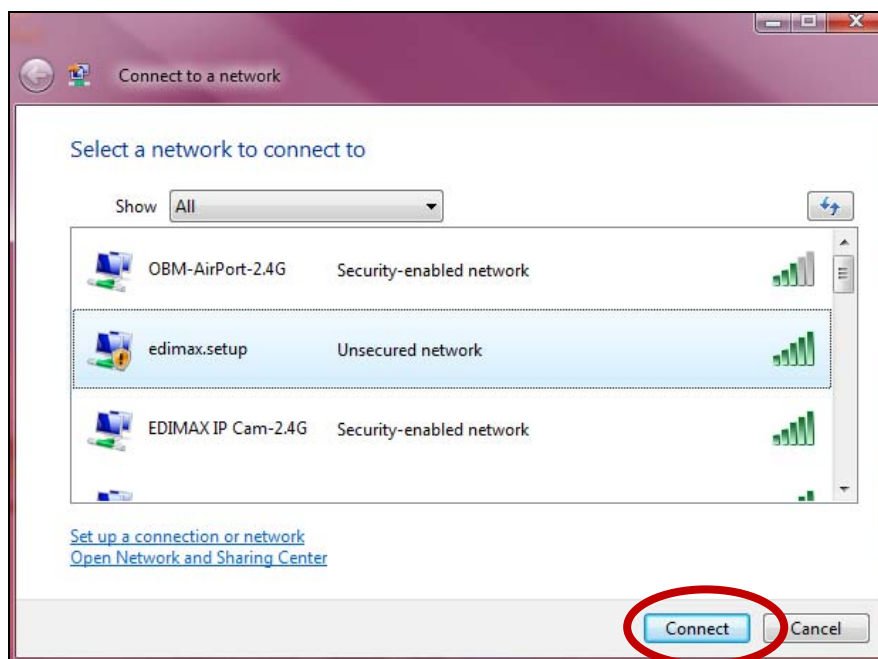 Connect to a network
Select a network to connect to
Show All
OBM-AirPort-2.4G Security-enabled network
edimax.setup Unsecured network
EDIMAX IP Cam-2.4G Security-enabled network
Set up a connection or network
Open Network and Sharing Center
Connect Cancel